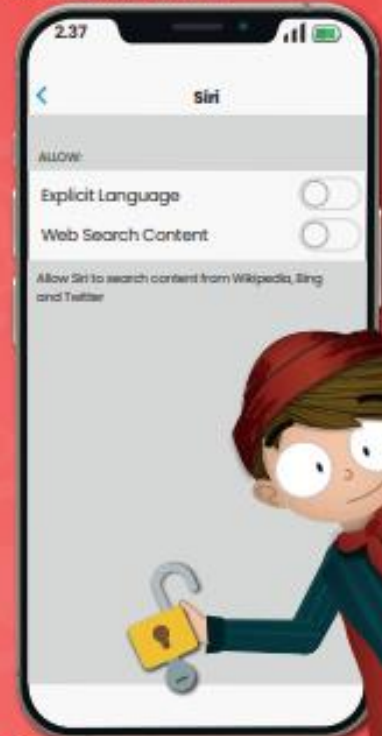 2.37
Siri
ALLOW:
Explicit Language
Web Search Content
Allow Siri to search content from Wikipedia, Bing
and Twitter